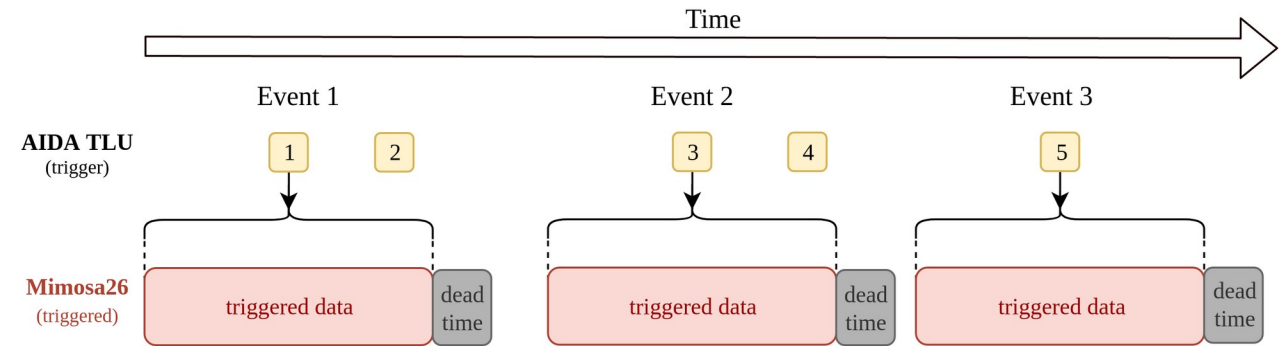 Time
Event 1 Event 2 Event 3
AIDA TLU
(trigger)
1 2 3 4 5
Mimosa26
(triggered)
triggered data
dead
time
triggered data
dead
time
triggered data
dead
time